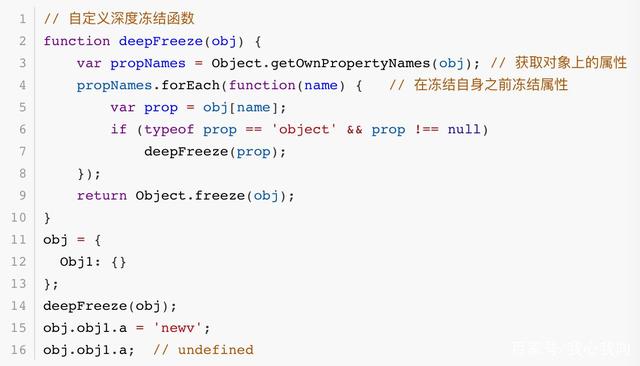 1 // 自定义深度冻结函数
2 function deepFreeze(obj) {
3     var propNames = Object.getOwnPropertyNames(obj); // 获取对象上的属性
4     propNames.forEach(function(name) {   // 在冻结自身之前冻结属性
5         var prop = obj[name];
6         if (typeof prop == 'object' && prop !== null)
7             deepFreeze(prop);
8     });
9     return Object.freeze(obj);
10 }
11 obj = {
12   Obj1: {}
13 };
14 deepFreeze(obj);
15 obj.obj1.a = 'newv';
16 obj.obj1.a;  // undefined
百家号/我心我向